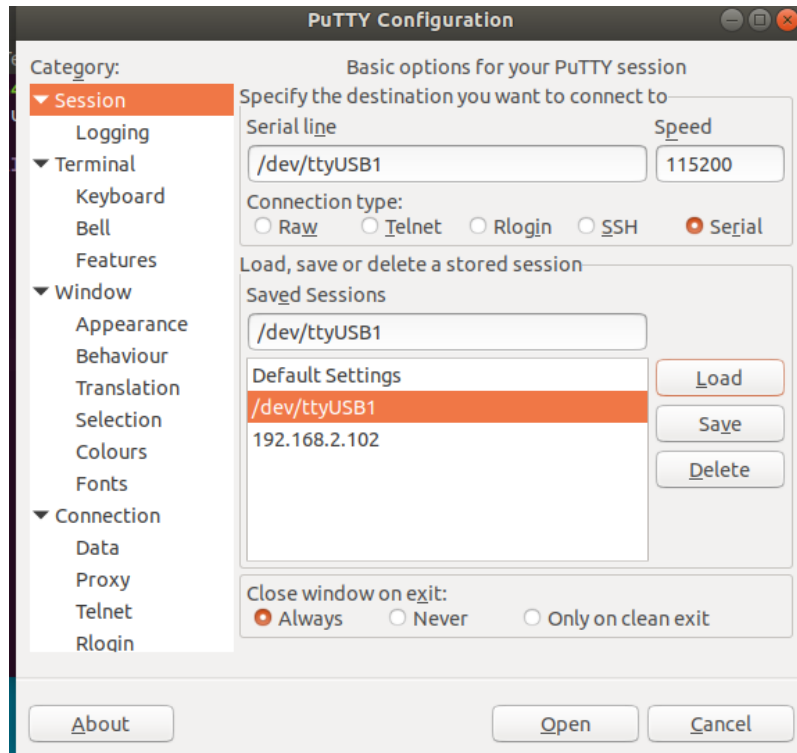 PuTTY Configuration
Category:
Session
Logging
Terminal
Keyboard
Bell
Features
Window
Appearance
Behaviour
Translation
Selection
Colours
Fonts
Connection
Data
Proxy
Telnet
Rlogin
Basic options for your PuTTY session
Specify the destination you want to connect to
Serial line Speed
/dev/ttyUSB1 115200
Connection type:
Raw Telnet Rlogin SSH Serial
Load, save or delete a stored session
Saved Sessions
/dev/ttyUSB1
Default Settings
/dev/ttyUSB1
192.168.2.102
Load
Save
Delete
Close window on exit:
Always Never Only on clean exit
About Open Cancel